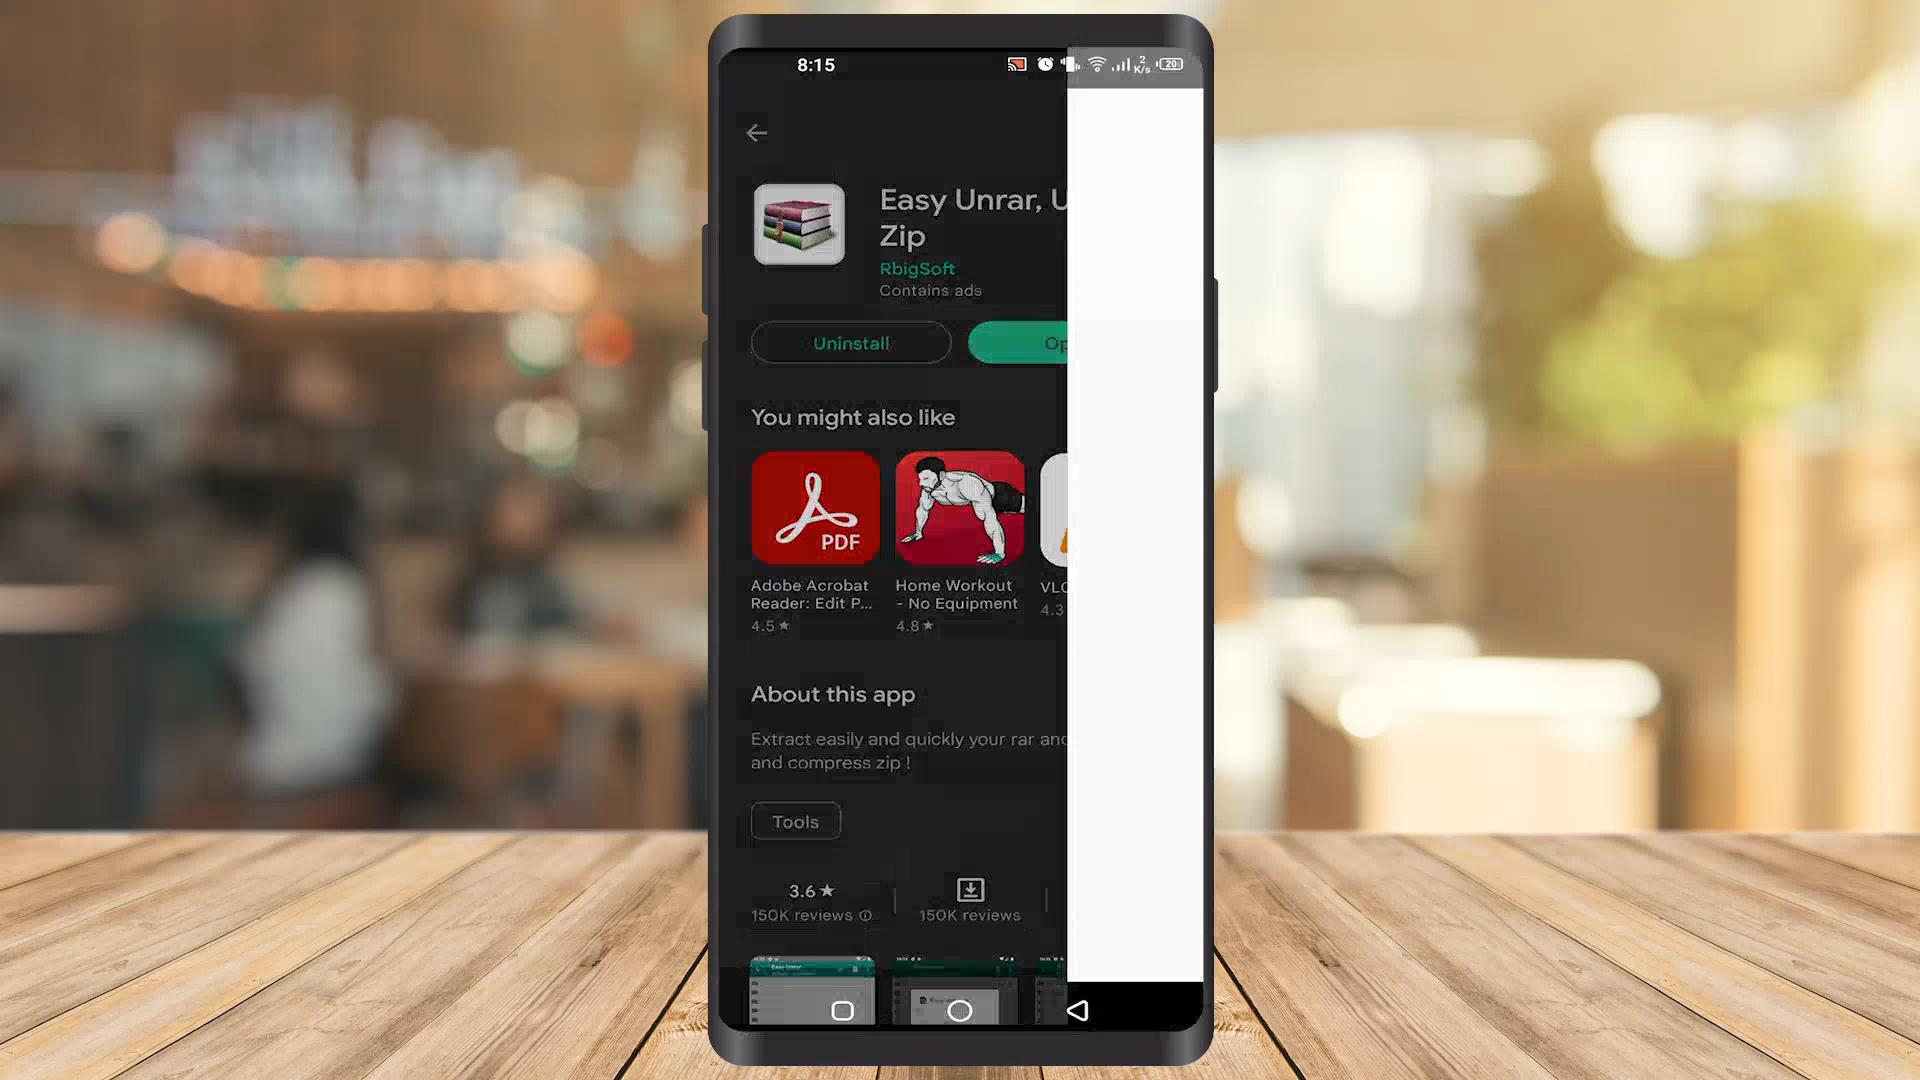 8:15
2
K/s
20
Easy Unrar, U
Zip
RbigSoft
Contains ads
Uninstall
Op
You might also like
PDF
Adobe Acrobat
Reader: Edit P...
4.5★
Home Workout
- No Equipment
4.8★
VLC
4.3
About this app
Extract easily and quickly your rar and
and compress zip !
Tools
3.6★
150K reviews
150K reviews